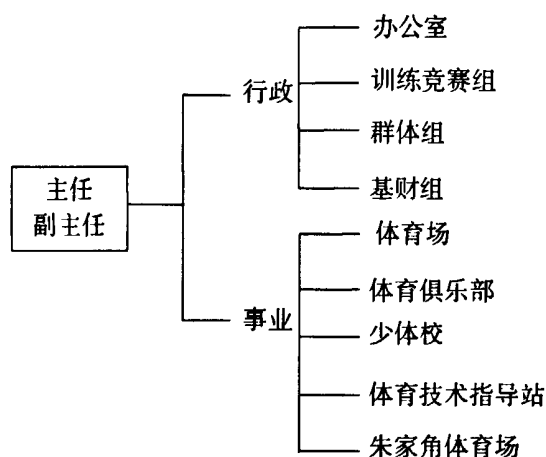 主任
副主任
行政
办公室
训练竞赛组
群体组
基财组
事业
体育场
体育俱乐部
少体校
体育技术指导站
朱家角体育场